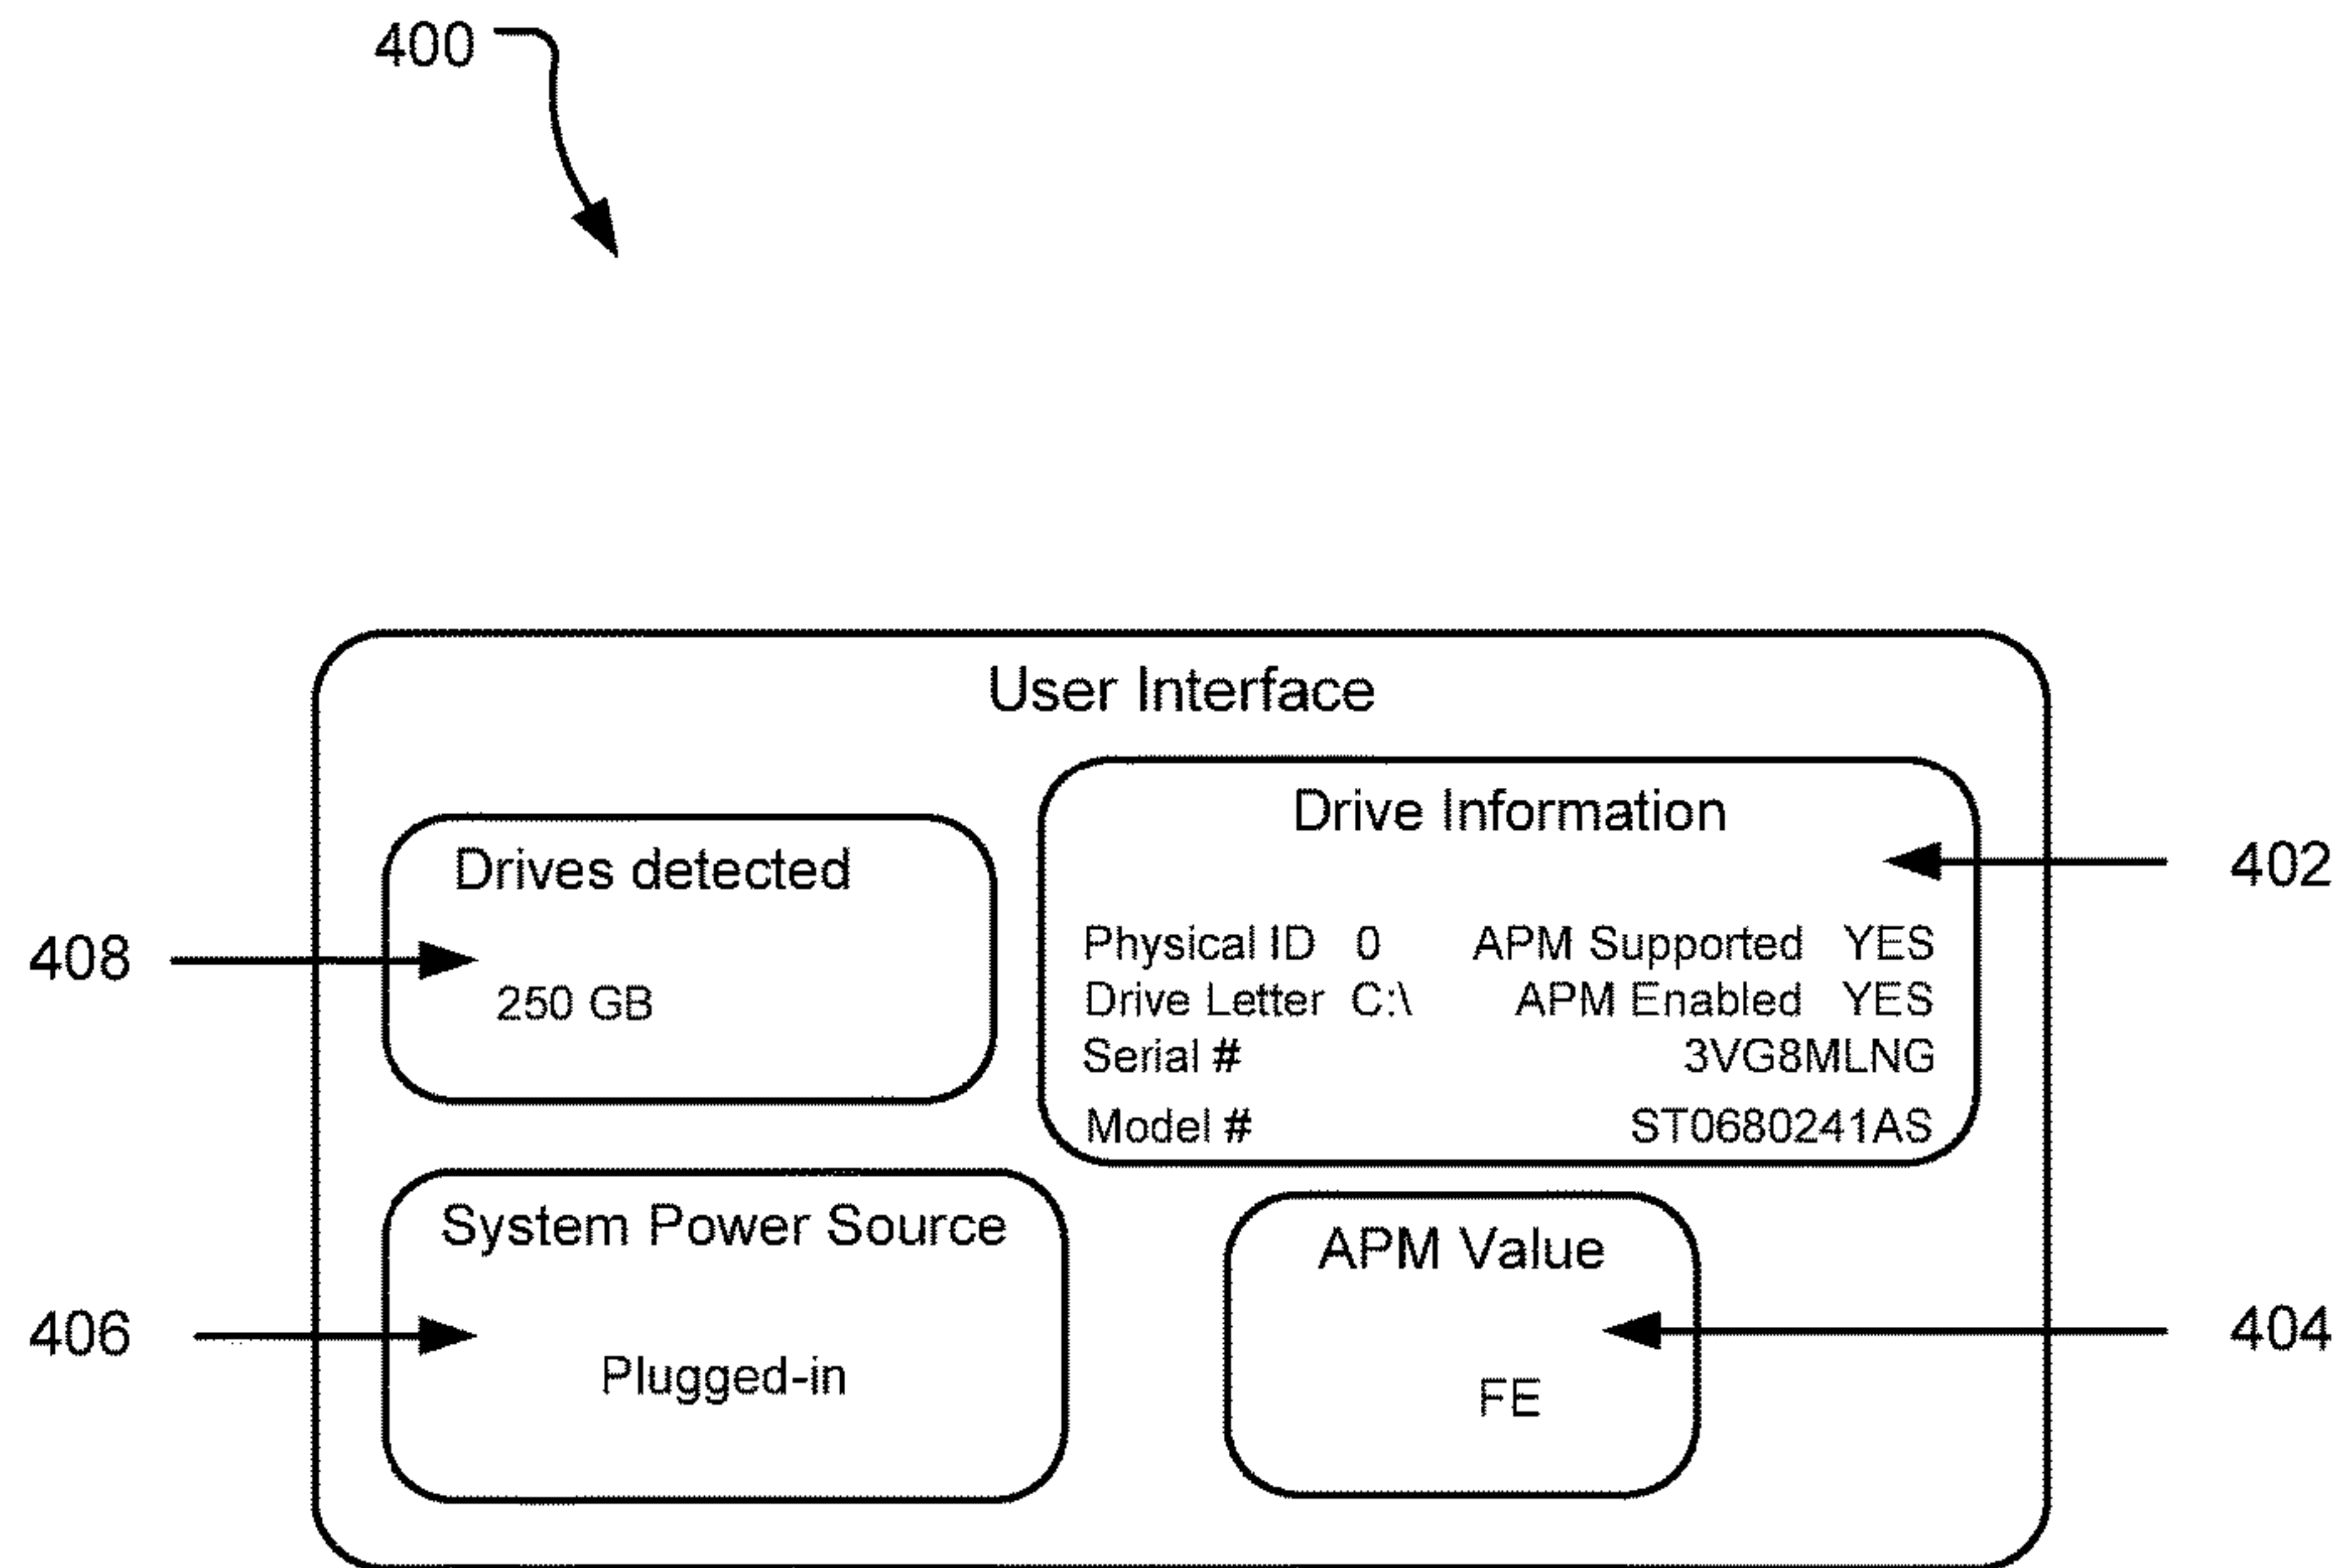 400
User Interface
Drive Information
Drives detected
402
Physical ID 0 APM Supported YES
408
250 GB
Drive Letter C:\ APM Enabled YES
Serial # 3VG8MLNG
Model # ST0680241AS
System Power Source
APM Value
406
404
Plugged-in
FE